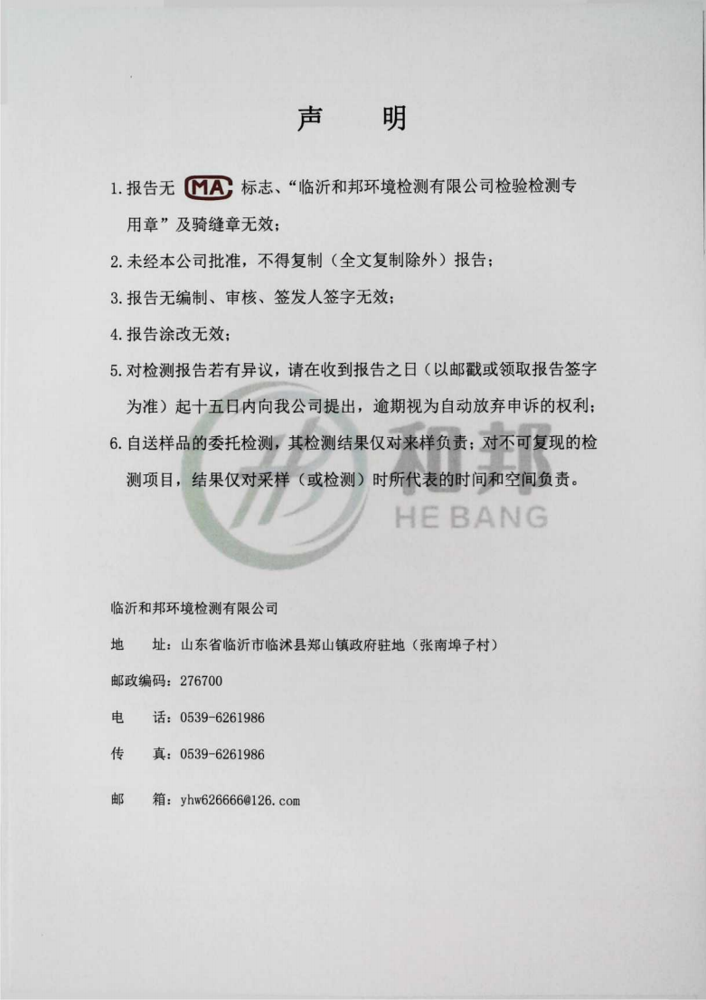 声 明
1. 报告无 MA 标志、“临沂和邦环境检测有限公司检验检测专
用章”及骑缝章无效；
2. 未经本公司批准，不得复制（全文复制除外）报告；
3. 报告无编制、审核、签发人签字无效；
4. 报告涂改无效；
5. 对检测报告若有异议，请在收到报告之日（以邮戳或领取报告签字
为准）起十五日内向我公司提出，逾期视为自动放弃申诉的权利；
6. 自送样品的委托检测，其检测结果仅对来样负责；对不可复现的检
测项目，结果仅对采样（或检测）时所代表的时间和空间负责。
和邦
HE BANG
临沂和邦环境检测有限公司
地 址：山东省临沂市临沭县郑山镇政府驻地（张南埠子村）
邮政编码：276700
电 话：0539-6261986
传 真：0539-6261986
邮 箱：yhw626666@126.com